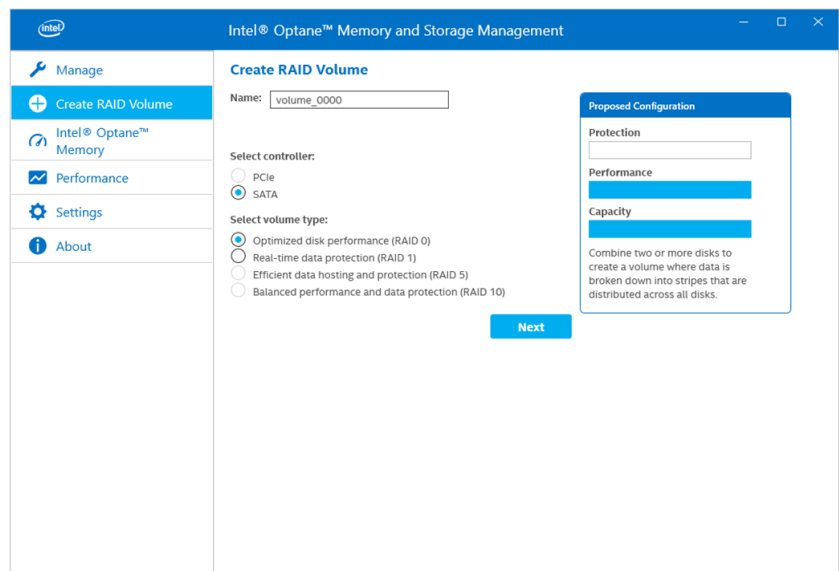 intel
Intel® Optane™ Memory and Storage Management
Manage
Create RAID Volume
Intel® Optane™
Memory
Performance
Settings
About
Create RAID Volume
Name: volume_0000
Select controller:
PCIe
SATA
Select volume type:
Optimized disk performance (RAID 0)
Real-time data protection (RAID 1)
Efficient data hosting and protection (RAID 5)
Balanced performance and data protection (RAID 10)
Next
Proposed Configuration
Protection
Performance
Capacity
Combine two or more disks to
create a volume where data is
broken down into stripes that are
distributed across all disks.